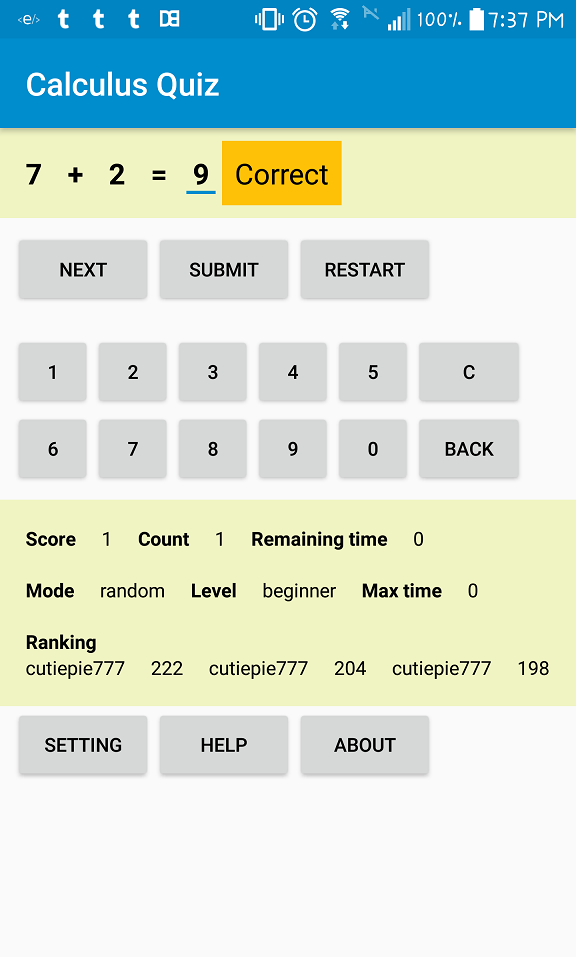 <e/> t t t DB 100% 7:37 PM
Calculus Quiz
7 + 2 = 9 Correct
NEXT SUBMIT RESTART
1 2 3 4 5 C
6 7 8 9 0 BACK
Score 1 Count 1 Remaining time 0
Mode random Level beginner Max time 0
Ranking
cutiepie777 222 cutiepie777 204 cutiepie777 198
SETTING HELP ABOUT